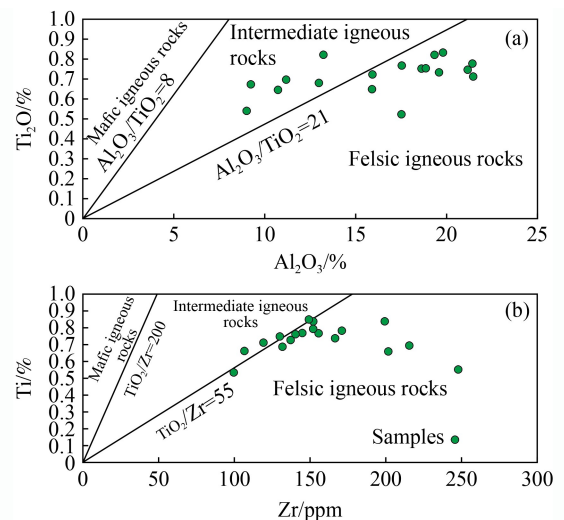 (a)
Ti₂O/%
1.0
0.9
0.8
0.7
0.6
0.5
0.4
0.3
0.2
0.1
0
Mafic igneous rocks
Al₂O₃/TiO₂=8
Intermediate igneous
rocks
Al₂O₃/TiO₂=21
Felsic igneous rocks
0 5 10 15 20 25
Al₂O₃/%
(b)
Ti/%
1.0
0.9
0.8
0.7
0.6
0.5
0.4
0.3
0.2
0.1
0
Mafic igneous
rocks
TiO₂/Zr=200
Intermediate igneous
rocks
TiO₂/Zr=55
Felsic igneous rocks
Samples
0 50 100 150 200 250 300
Zr/ppm